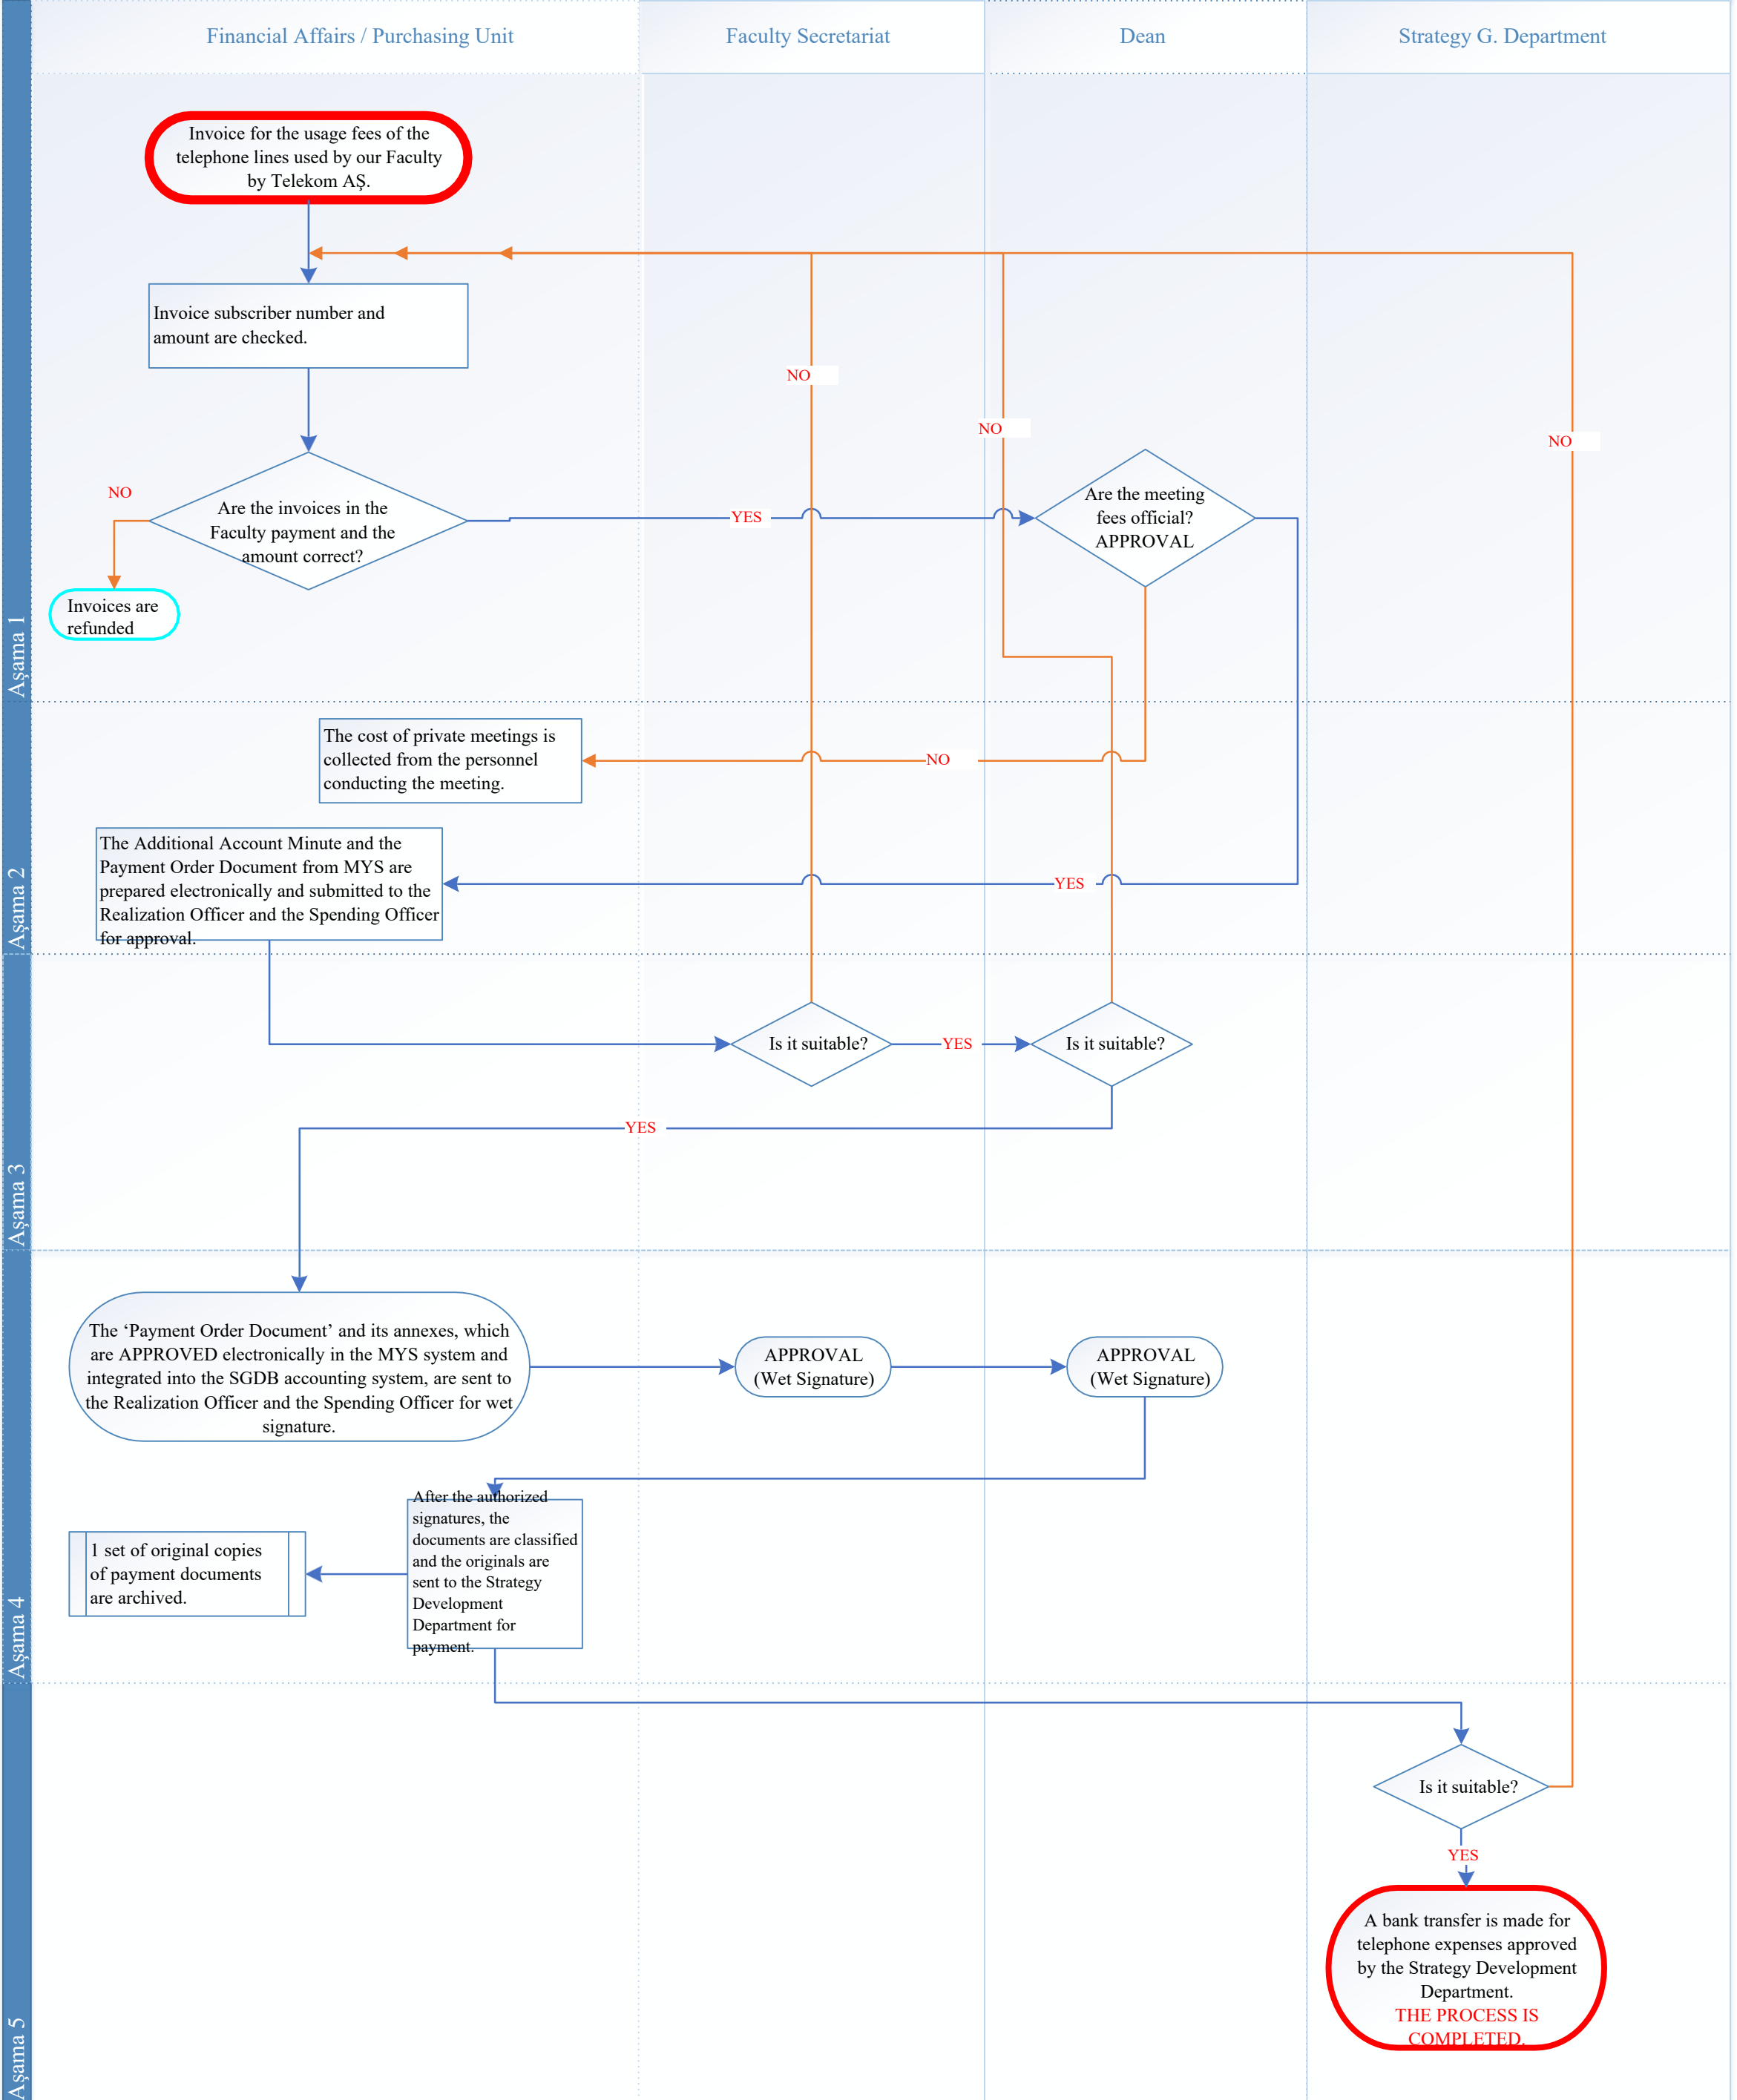 Financial Affairs / Purchasing Unit
Faculty Secretariat
Dean
Strategy G. Department
Invoice for the usage fees of the
telephone lines used by our Faculty
by Telekom AŞ.
Invoice subscriber number and
amount are checked.
NO
NO
NO
NO
Are the invoices in the
Faculty payment and the
amount correct?
YES
Are the meeting
fees official?
APPROVAL
Invoices are
refunded
Aşama 1
The cost of private meetings is
collected from the personnel
conducting the meeting.
NO
The Additional Account Minute and the
Payment Order Document from MYS are
prepared electronically and submitted to the
Realization Officer and the Spending Officer
for approval.
YES
Aşama 2
Is it suitable?
YES
Is it suitable?
YES
Aşama 3
The ‘Payment Order Document’ and its annexes, which
are APPROVED electronically in the MYS system and
integrated into the SGDB accounting system, are sent to
the Realization Officer and the Spending Officer for wet
signature.
APPROVAL
(Wet Signature)
APPROVAL
(Wet Signature)
After the authorized
signatures, the
documents are classified
and the originals are
sent to the Strategy
Development
Department for
payment.
1 set of original copies
of payment documents
are archived.
Aşama 4
Is it suitable?
YES
A bank transfer is made for
telephone expenses approved
by the Strategy Development
Department.
THE PROCESS IS
COMPLETED.
Aşama 5